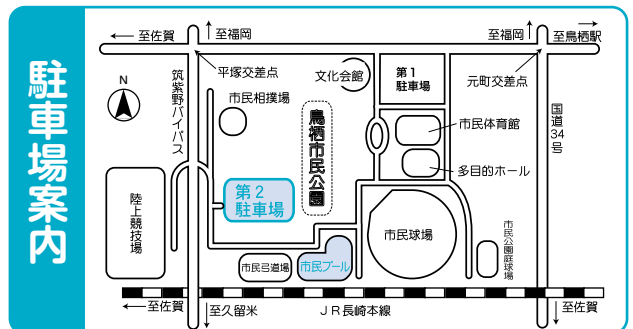 駐車場案内
至佐賀
至福岡
至福岡
至鳥栖駅
平塚交差点
文化会館
第1
駐車場
元町交差点
N
筑紫野バイパス
市民相撲場
鳥栖市民公園
市民体育館
国道34号
多目的ホール
陸上競技場
第2
駐車場
市民球場
市民公園庭球場
市民弓道場
市民プール
至佐賀
至久留米
JR長崎本線
至佐賀